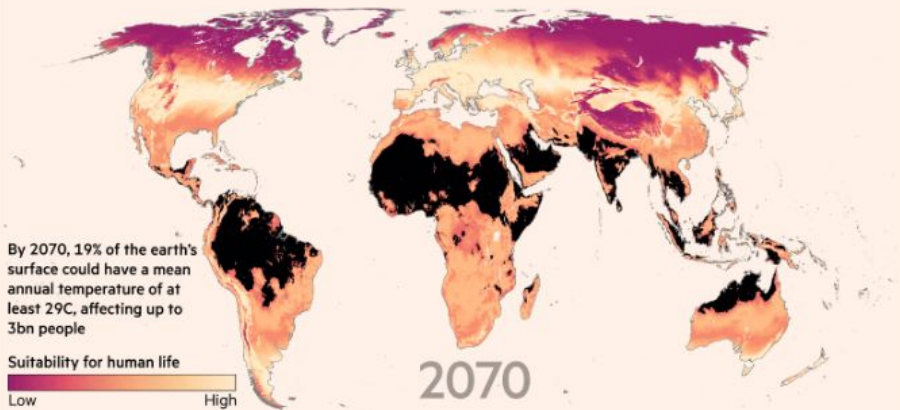 By 2070, 19% of the earth's
surface could have a mean
annual temperature of at
least 29C, affecting up to
3bn people
Suitability for human life
Low High
2070